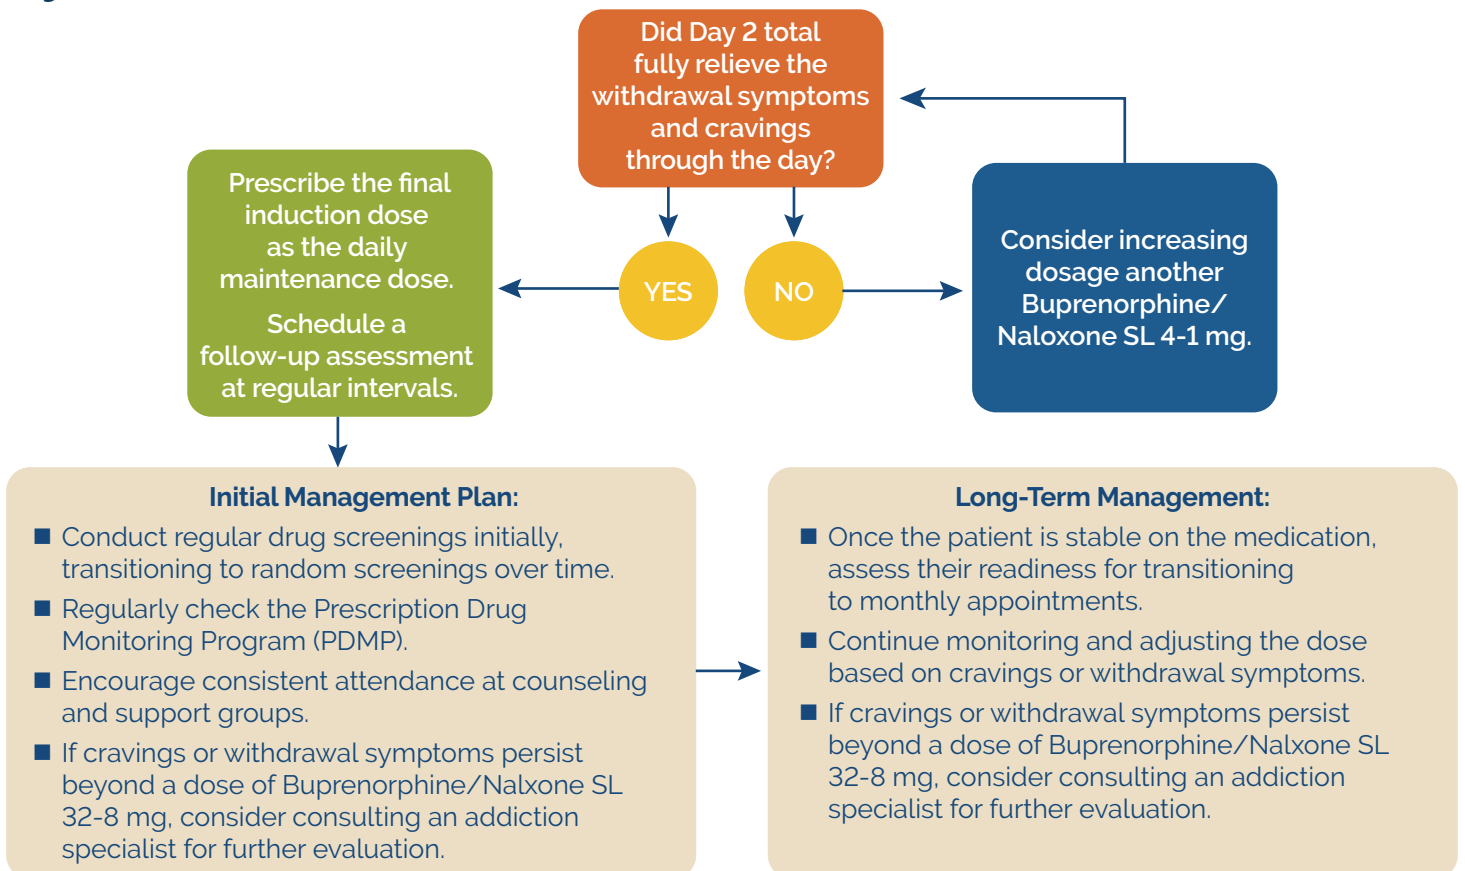 Did Day 2 total
fully relieve the
withdrawal symptoms
and cravings
through the day?
YES
NO
Prescribe the final
induction dose
as the daily
maintenance dose.
Schedule a
follow-up assessment
at regular intervals.
Consider increasing
dosage another
Buprenorphine/
Naloxone SL 4-1 mg.
Initial Management Plan:
■ Conduct regular drug screenings initially,
transitioning to random screenings over time.
■ Regularly check the Prescription Drug
Monitoring Program (PDMP).
■ Encourage consistent attendance at counseling
and support groups.
■ If cravings or withdrawal symptoms persist
beyond a dose of Buprenorphine/Nalxone SL
32-8 mg, consider consulting an addiction
specialist for further evaluation.
Long-Term Management:
■ Once the patient is stable on the medication,
assess their readiness for transitioning
to monthly appointments.
■ Continue monitoring and adjusting the dose
based on cravings or withdrawal symptoms.
■ If cravings or withdrawal symptoms persist
beyond a dose of Buprenorphine/Nalxone SL
32-8 mg, consider consulting an addiction
specialist for further evaluation.